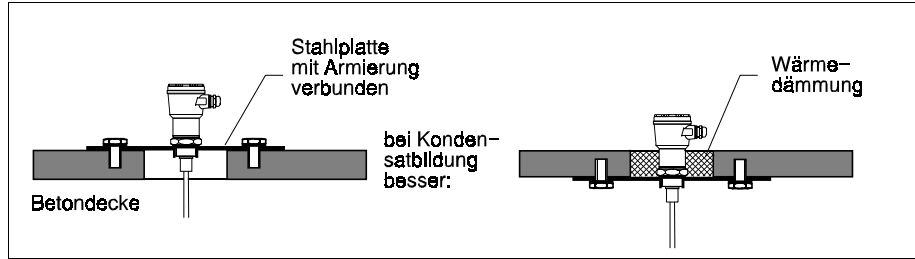 Stahlplatte
mit Armierung
verbunden
Betondecke
bei Konden-
satbildung
besser:
Wärme-
dämmung